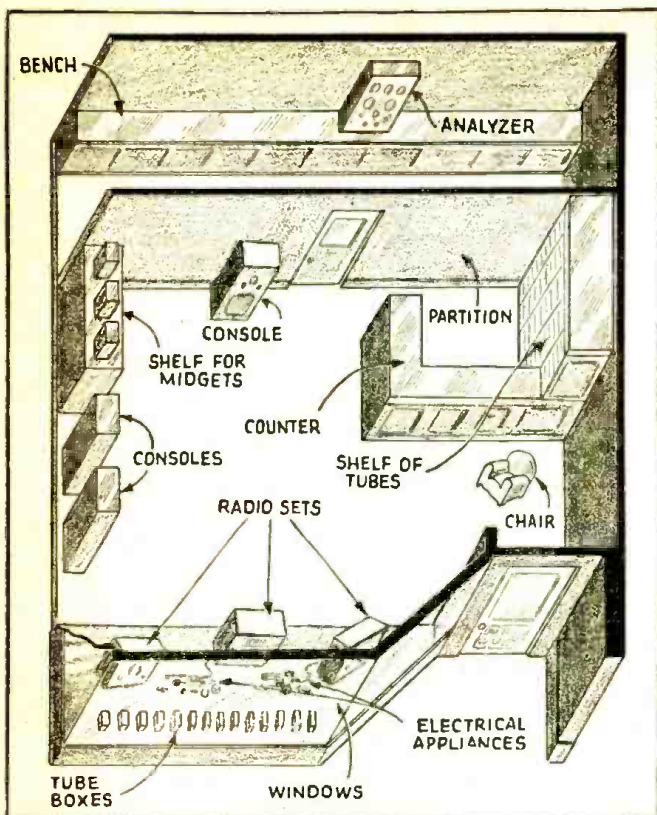 BENCH
ANALYZER
CONSOLE
PARTITION
SHELF FOR
MIDGETS
COUNTER
CONSOLES
SHELF OF
TUBES
RADIO SETS
CHAIR
ELECTRICAL
APPLIANCES
TUBE
BOXES
WINDOWS